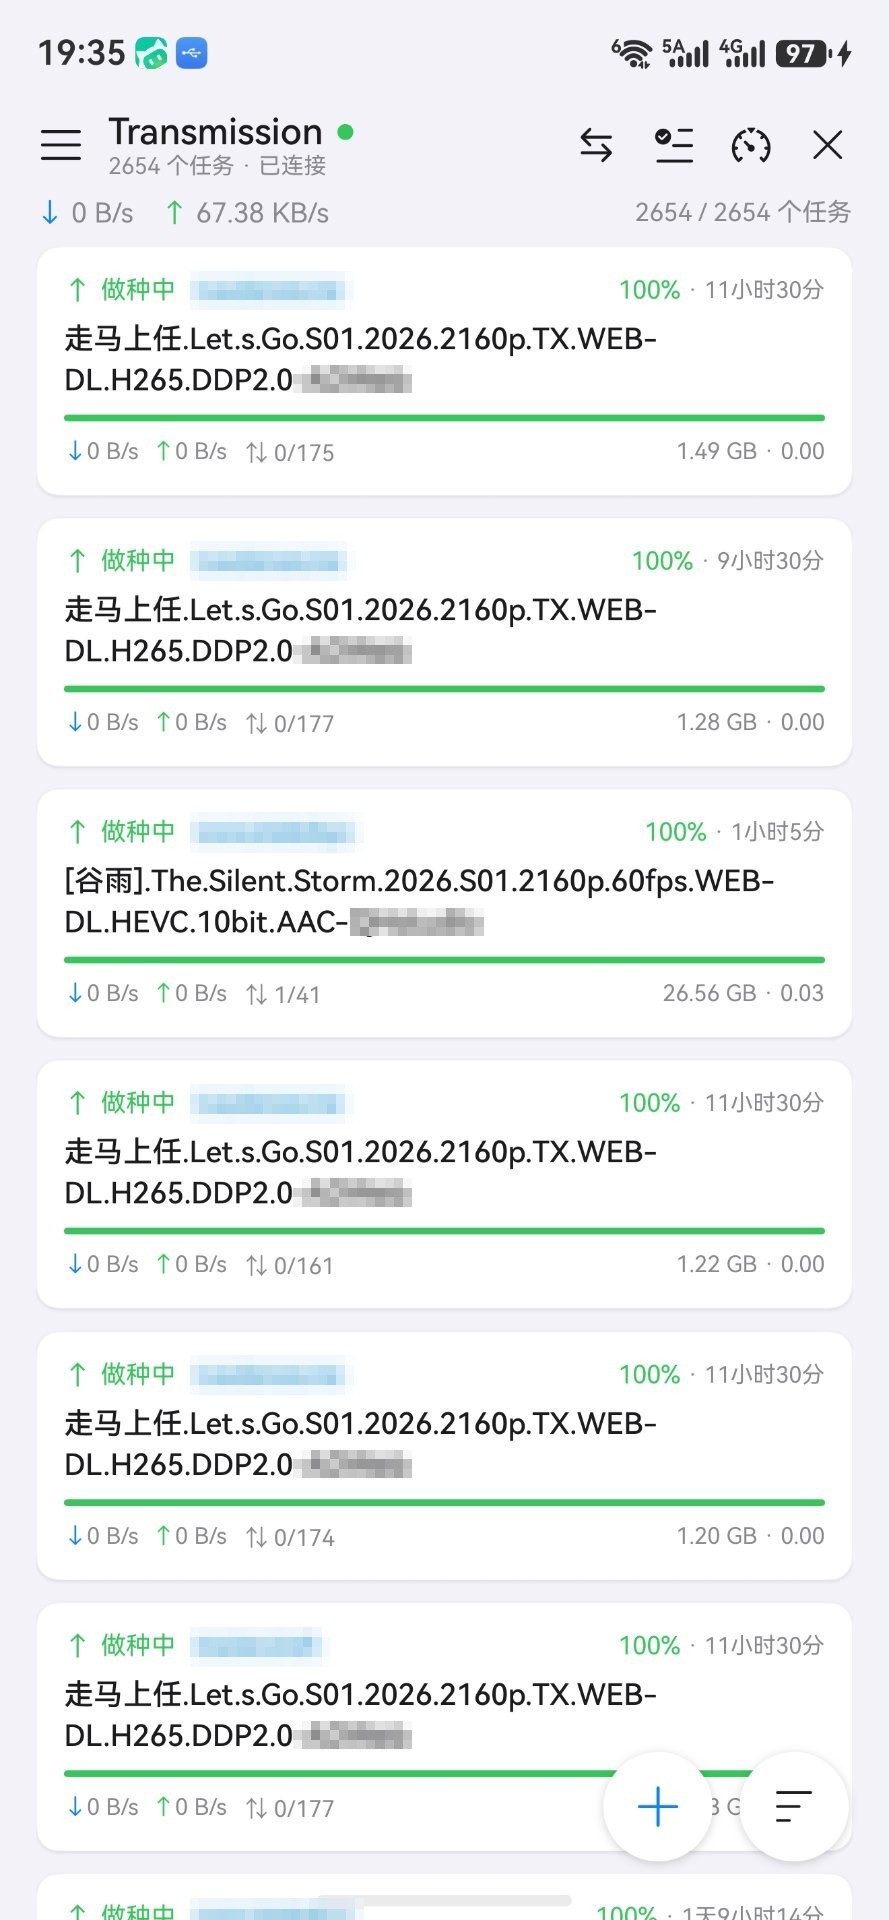 19:35
6 5A 4G 97
Transmission
2654 个任务 · 已连接
↓ 0 B/s ↑ 67.38 KB/s 2654 / 2654 个任务
↑ 做种中 100% · 11小时30分
走马上任.Let.s.Go.S01.2026.2160p.TX.WEB-
DL.H265.DDP2.0
↓0 B/s ↑0 B/s ↑↓ 0/175 1.49 GB · 0.00
↑ 做种中 100% · 9小时30分
走马上任.Let.s.Go.S01.2026.2160p.TX.WEB-
DL.H265.DDP2.0
↓0 B/s ↑0 B/s ↑↓ 0/177 1.28 GB · 0.00
↑ 做种中 100% · 1小时5分
[谷雨].The.Silent.Storm.2026.S01.2160p.60fps.WEB-
DL.HEVC.10bit.AAC-
↓0 B/s ↑0 B/s ↑↓ 1/41 26.56 GB · 0.03
↑ 做种中 100% · 11小时30分
走马上任.Let.s.Go.S01.2026.2160p.TX.WEB-
DL.H265.DDP2.0
↓0 B/s ↑0 B/s ↑↓ 0/161 1.22 GB · 0.00
↑ 做种中 100% · 11小时30分
走马上任.Let.s.Go.S01.2026.2160p.TX.WEB-
DL.H265.DDP2.0
↓0 B/s ↑0 B/s ↑↓ 0/174 1.20 GB · 0.00
↑ 做种中 100% · 11小时30分
走马上任.Let.s.Go.S01.2026.2160p.TX.WEB-
DL.H265.DDP2.0
↓0 B/s ↑0 B/s ↑↓ 0/177
↑ 做种中 100% · 1天9小时14分